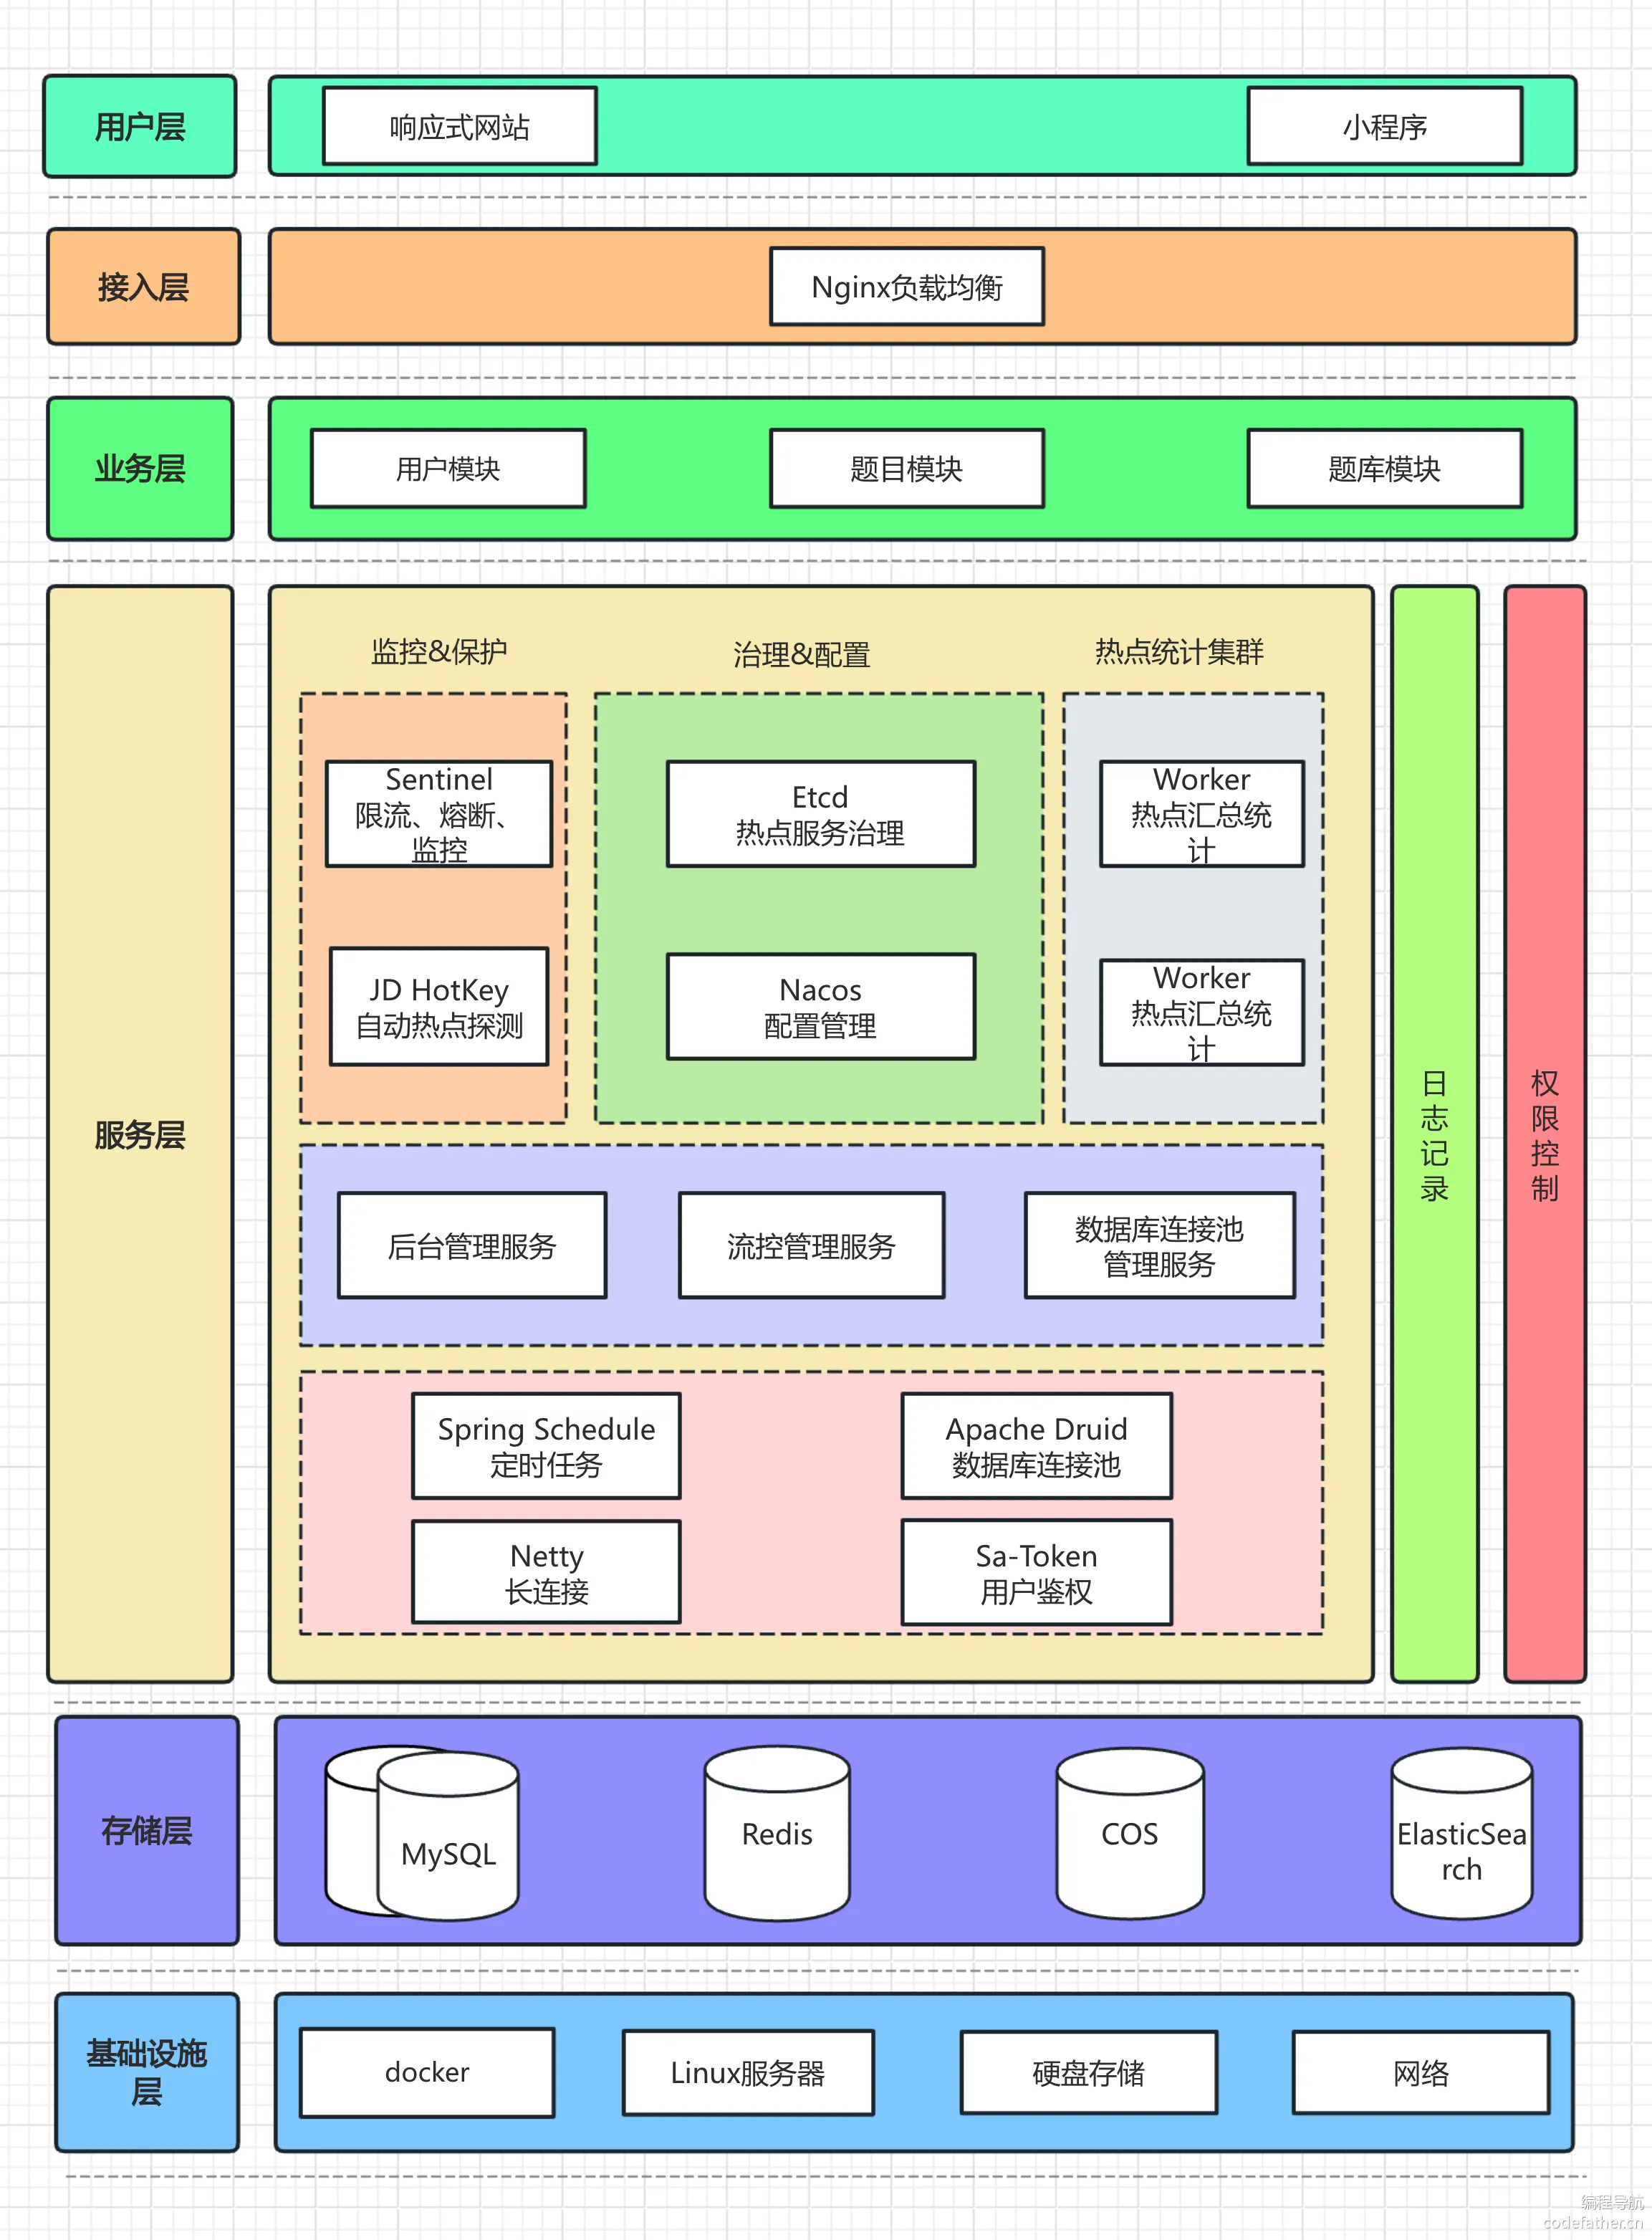 用户层
响应式网站
小程序
接入层
Nginx负载均衡
业务层
用户模块
题目模块
题库模块
服务层
监控&保护
治理&配置
热点统计集群
Sentinel
限流、熔断、
监控
Etcd
热点服务治理
Worker
热点汇总统
计
JD HotKey
自动热点探测
Nacos
配置管理
Worker
热点汇总统
计
后台管理服务
流控管理服务
数据库连接池
管理服务
Spring Schedule
定时任务
Apache Druid
数据库连接池
Netty
长连接
Sa-Token
用户鉴权
日
志
记
录
权
限
控
制
存储层
MySQL
Redis
COS
ElasticSea
rch
基础设施
层
docker
Linux服务器
硬盘存储
网络
编程导航
codefather.cn